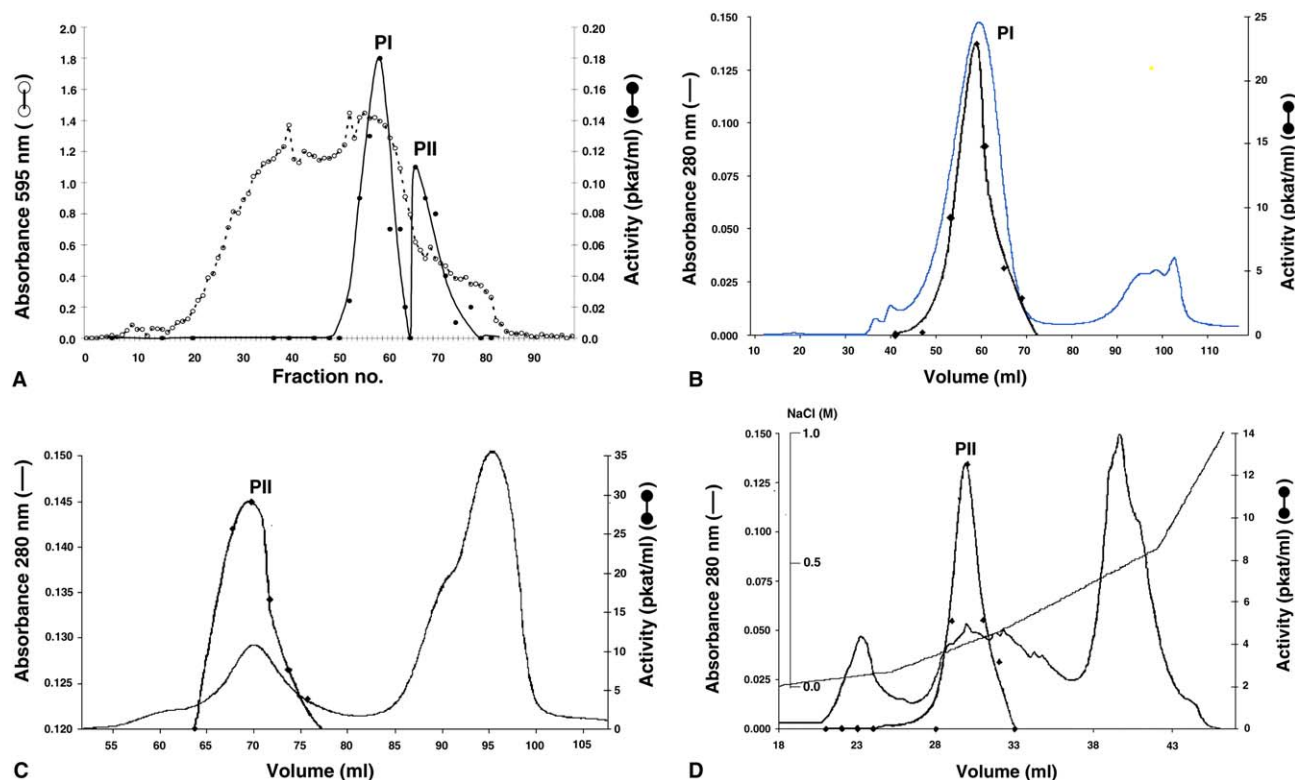 2.0
1.8
1.6
1.4
1.2
1.0
0.8
0.6
0.4
0.2
0.0
Absorbance 595 nm ( )
0 10 20 30 40 50 60 70 80 90
Fraction no.
PI
PII
0.20
0.18
0.16
0.14
0.12
0.10
0.08
0.06
0.04
0.02
0.00
Activity (pkat/ml) ( )
A
0.150
0.125
0.100
0.075
0.050
0.025
0.000
Absorbance 280 nm (—)
10 20 30 40 50 60 70 80 90 100 110
Volume (ml)
PI
25
20
15
10
5
0
Activity (pkat/ml) ( )
B
0.150
0.145
0.140
0.135
0.130
0.125
0.120
Absorbance 280 nm (—)
55 60 65 70 75 80 85 90 95 100 105
Volume (ml)
PII
35
30
25
20
15
10
5
0
Activity (pkat/ml) ( )
C
NaCl (M)
1.0
0.5
0.0
0.150
0.125
0.100
0.075
0.050
0.025
0.000
Absorbance 280 nm (—)
18 23 28 33 38 43
Volume (ml)
PII
14
12
10
8
6
4
2
0
Activity (pkat/ml) ( )
D